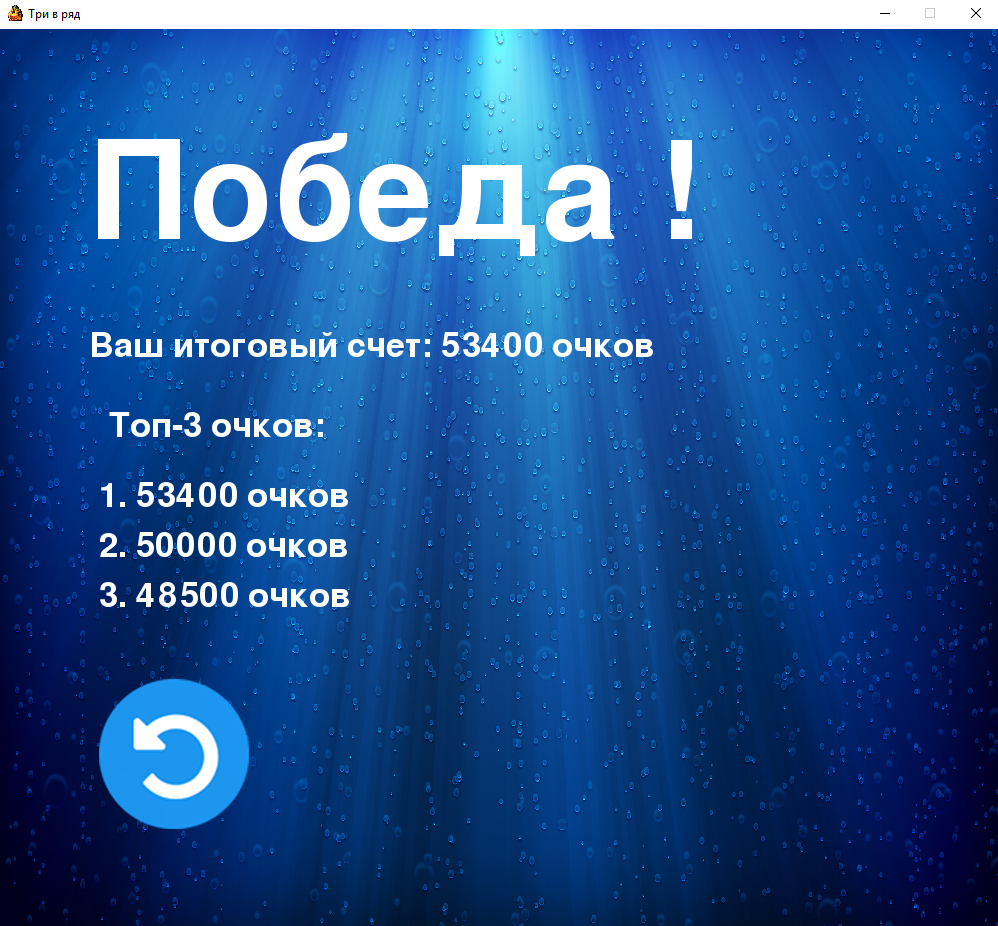 Три в ряд
Победа !
Ваш итоговый счет: 53400 очков
Топ-3 очков:
1. 53400 очков
2. 50000 очков
3. 48500 очков